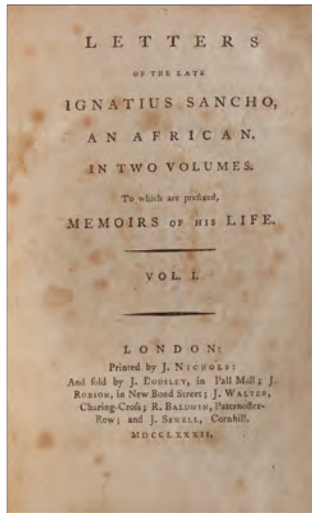 LETTERS
OF THE LATE
IGNATIUS SANCHO,
AN AFRICAN.
IN TWO VOLUMES.
To which are prefixed,
MEMOIRS OF HIS LIFE.
VOL. I.
LONDON:
Printed by J. NICHOLS:
And sold by J. DODSLEY, in Pall Mall; J.
ROBSON, in New Bond Street; J. WALTER,
Charing-Cross; R. BALDWIN, Paternoster-
Row; and J. SEWELL, Cornhill.
MDCCLXXXII.